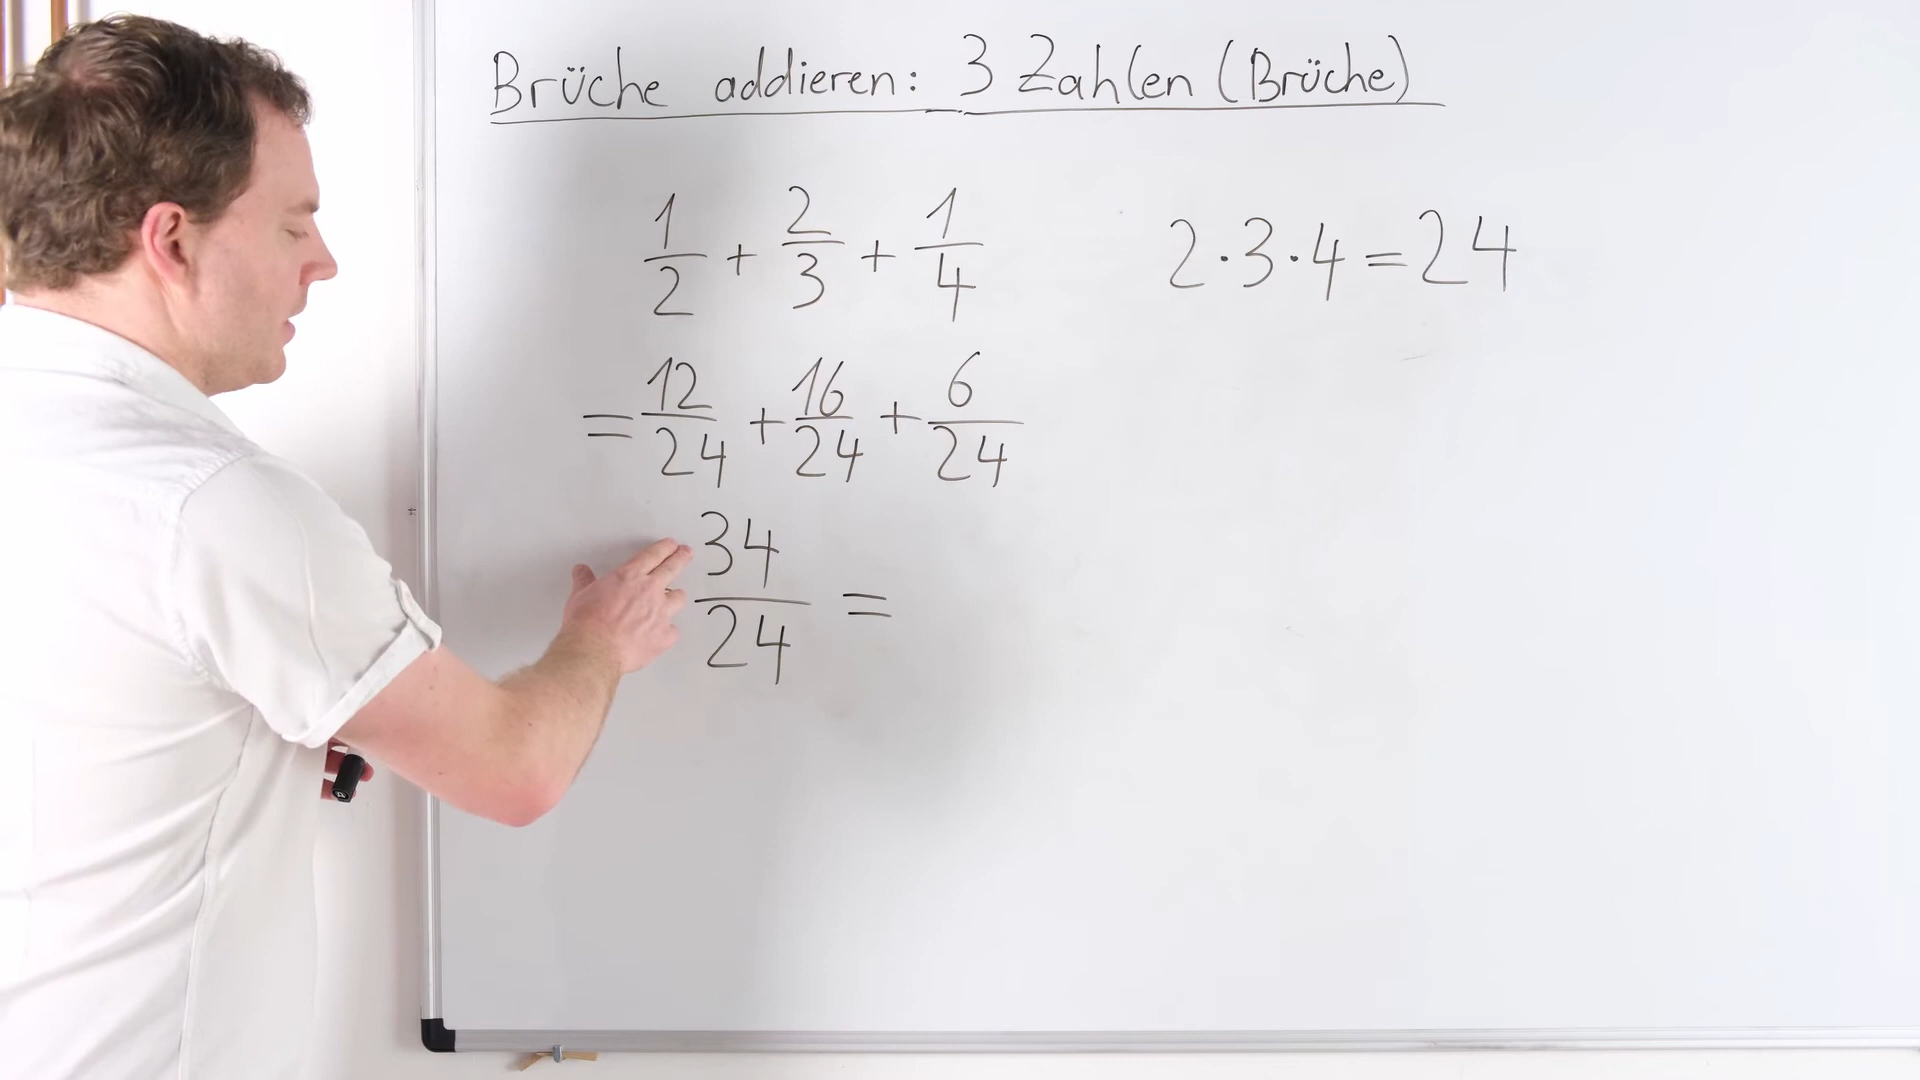 Brüche addieren: 3 Zahlen (Brüche)
1/2 + 2/3 + 1/4
2·3·4=24
= 12/24 + 16/24 + 6/24
34/24 =